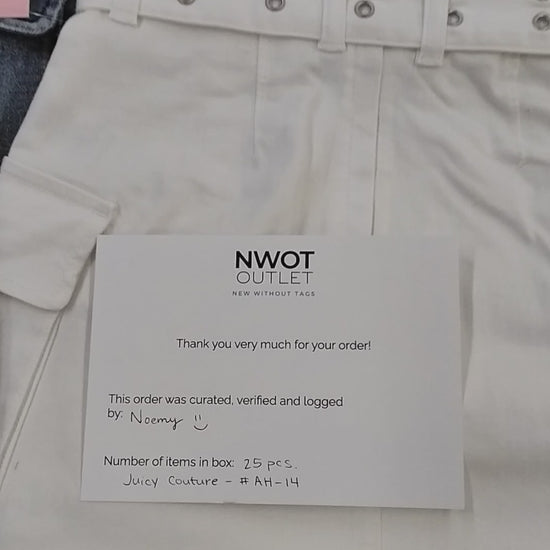 NWOT
OUTLET
NEW WITHOUT TAGS
Thank you very much for your order!
This order was curated, verified and logged
by: Noemy
Number of items in box: 25 pcs.
Juicy Couture - # AH-14